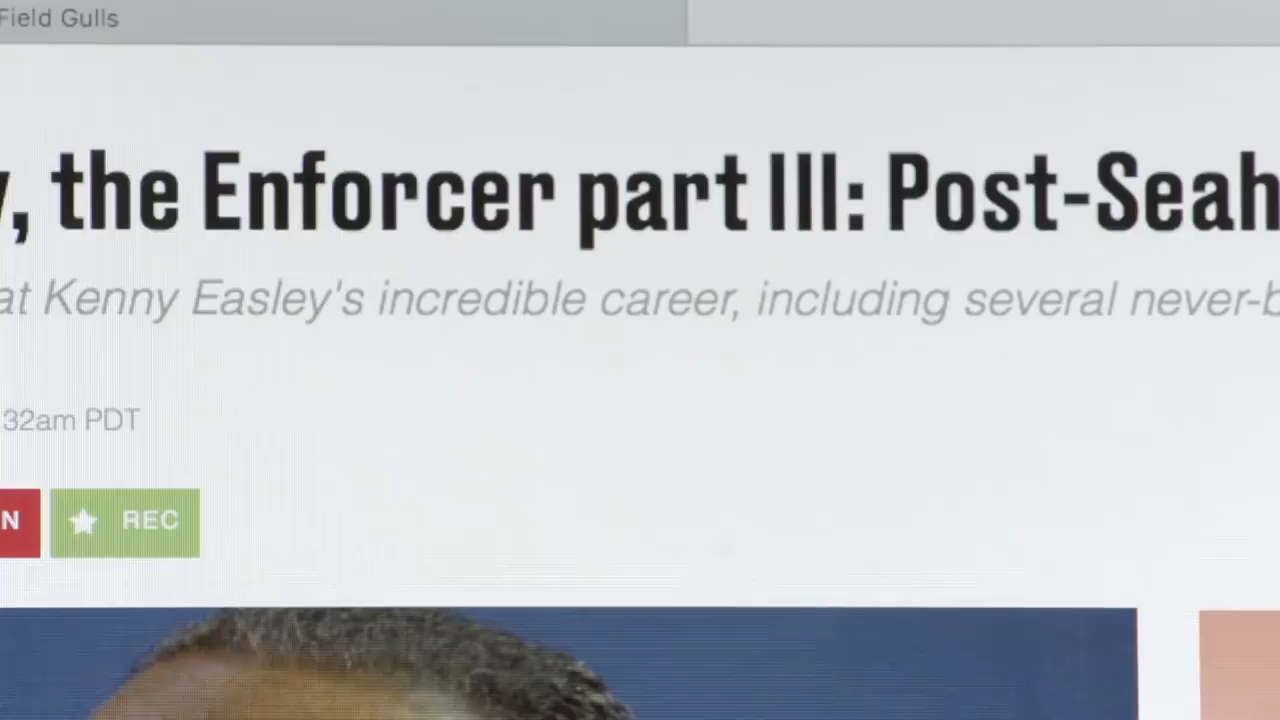 Field Gulls
y, the Enforcer part III: Post-Seah
at Kenny Easley's incredible career, including several never-b
32am PDT
N
REC